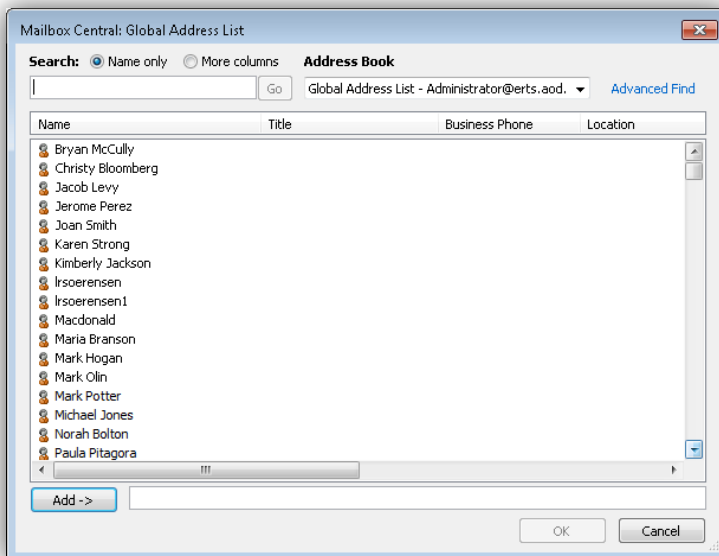 Mailbox Central: Global Address List
Search: Name only More columns Address Book
Go Global Address List - Administrator@erts.aod. Advanced Find
Name Title Business Phone Location
Bryan McCully
Christy Bloomberg
Jacob Levy
Jerome Perez
Joan Smith
Karen Strong
Kimberly Jackson
lrsoerensen
lrsoerensen1
Macdonald
Maria Branson
Mark Hogan
Mark Olin
Mark Potter
Michael Jones
Norah Bolton
Paula Pitagora
Add ->
OK Cancel